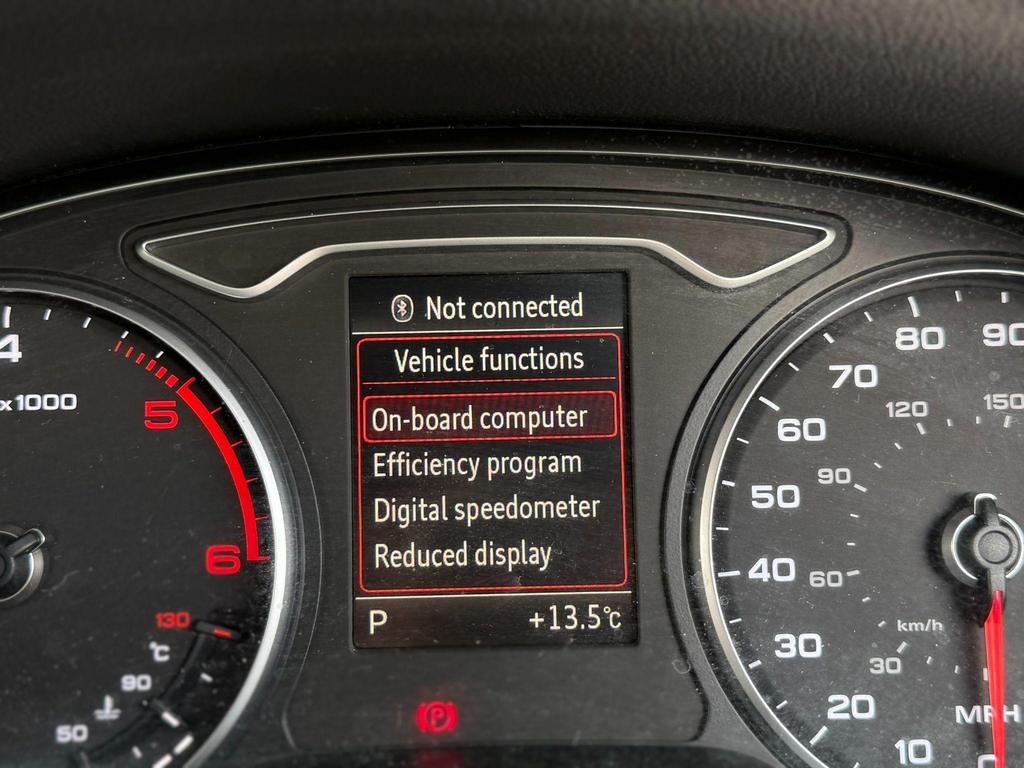 Not connected
Vehicle functions
On-board computer
Efficiency program
Digital speedometer
Reduced display
P
+13.5°C
4
x1000
5
6
130
°C
90
50
P
90
80
70
60
50
40
30
20
10
0
150
120
90
60
30
km/h
MPH